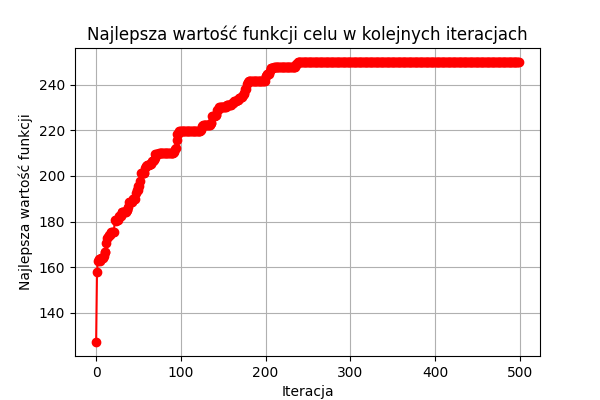 Najlepsza wartość funkcji celu w kolejnych iteracjach
Najlepsza wartość funkcji
240
220
200
180
160
140
0 100 200 300 400 500
Iteracja